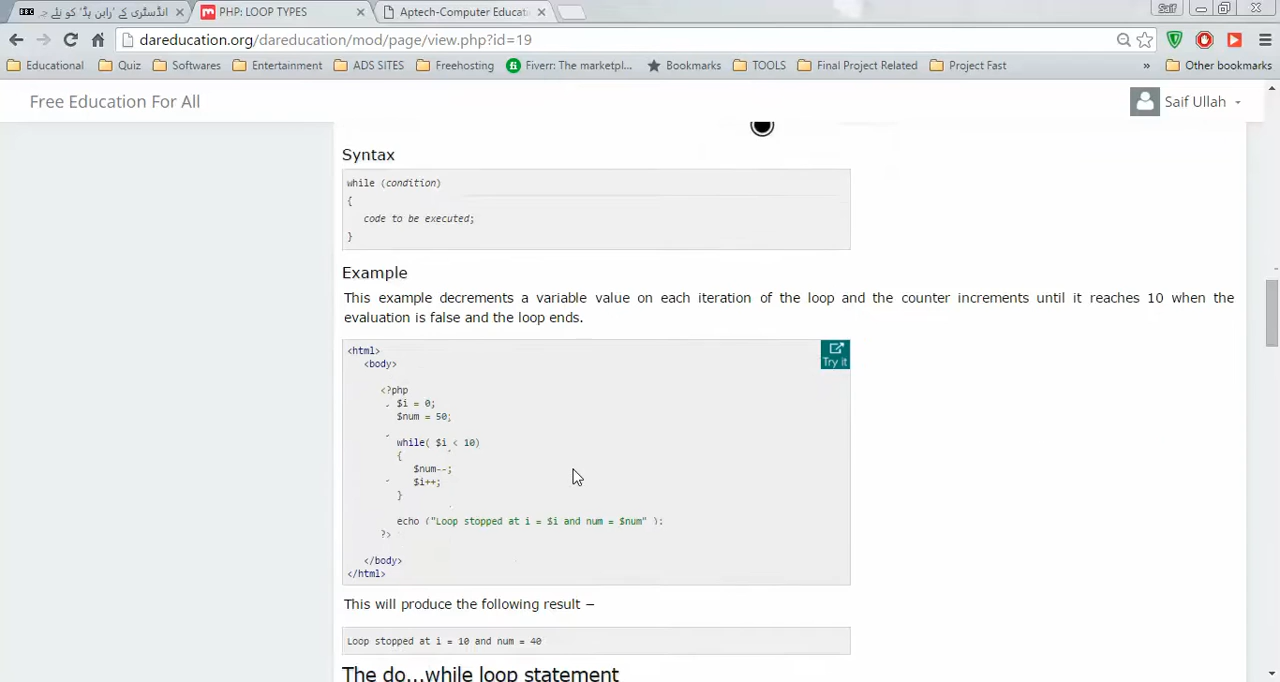 انڈسٹری کے 'رابن ہڈ' کو نئے چہ
PHP: LOOP TYPES
Aptech-Computer Educat
Saif
dareducation.org/dareducation/mod/page/view.php?id=19
Educational
Quiz
Softwares
Entertainment
ADS SITES
Freehosting
Fiverr: The marketpl...
Bookmarks
TOOLS
Final Project Related
Project Fast
»
Other bookmarks
Free Education For All
Saif Ullah
Syntax
while (condition)
{
code to be executed;
}
Example
This example decrements a variable value on each iteration of the loop and the counter increments until it reaches 10 when the
evaluation is false and the loop ends.
Try it
<html>
<body>
<?php
$i = 0;
$num = 50;
while( $i < 10)
{
$num--;
$i++;
}
echo ("Loop stopped at i = $i and num = $num" );
?>
</body>
</html>
This will produce the following result −
Loop stopped at i = 10 and num = 40
The do...while loop statement